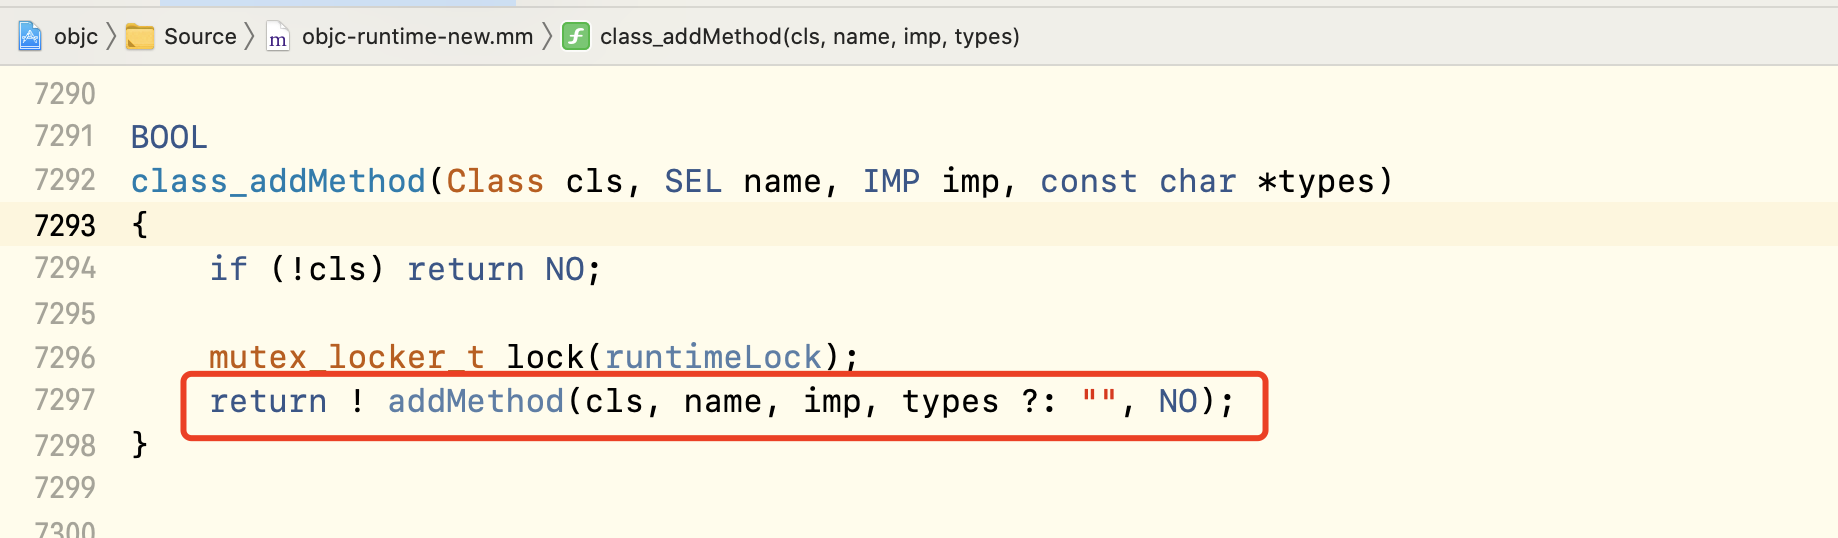 objc Source m objc-runtime-new.mm f class_addMethod(cls, name, imp, types)
7290
7291 BOOL
7292 class_addMethod(Class cls, SEL name, IMP imp, const char *types)
7293 {
7294 if (!cls) return NO;
7295
7296 mutex_locker_t lock(runtimeLock);
7297 return ! addMethod(cls, name, imp, types ?: "", NO);
7298 }
7299
7300